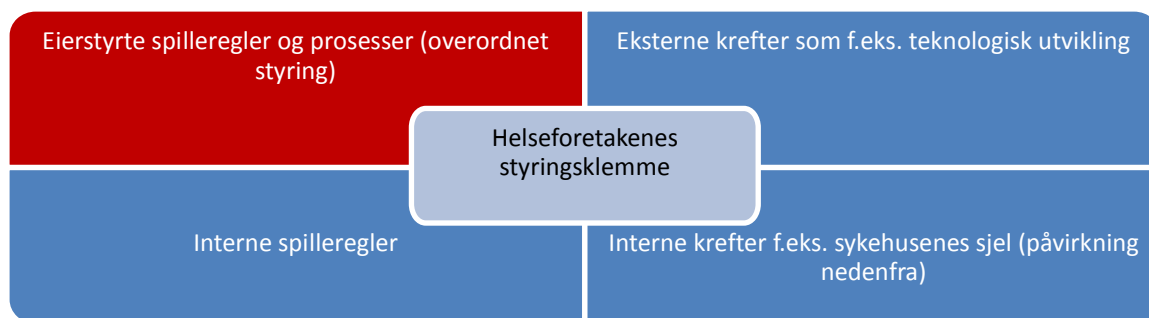 Eierstyrte spilleregler og prosesser (overordnet
styring)
Eksterne krefter som f.eks. teknologisk utvikling
Helseforetakenes
styringsklemme
Interne spilleregler
Interne krefter f.eks. sykehusenes sjel (påvirkning
nedenfra)